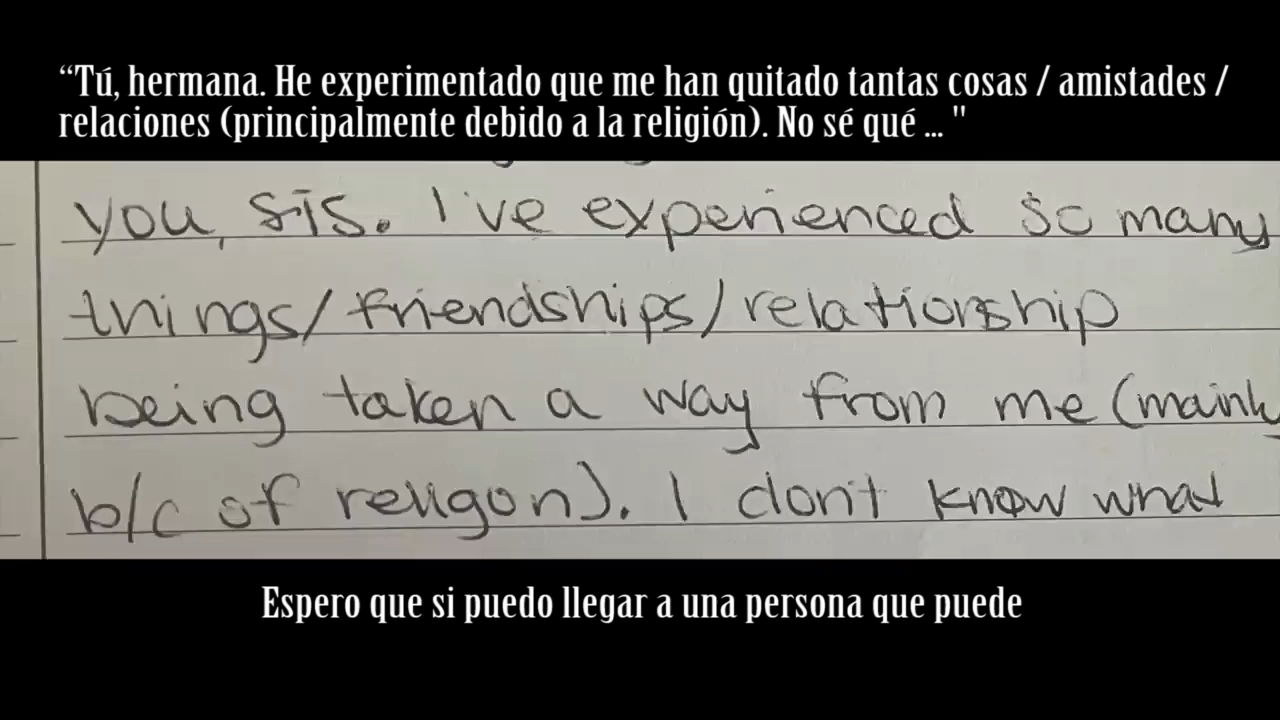 “Tú, hermana. He experimentado que me han quitado tantas cosas / amistades /
relaciones (principalmente debido a la religión). No sé qué ... "
you, sis. I've experienced so many
things/friendships/relationship
being taken a way from me (mainly
b/c of religon). I don't know what
Espero que si puedo llegar a una persona que puede